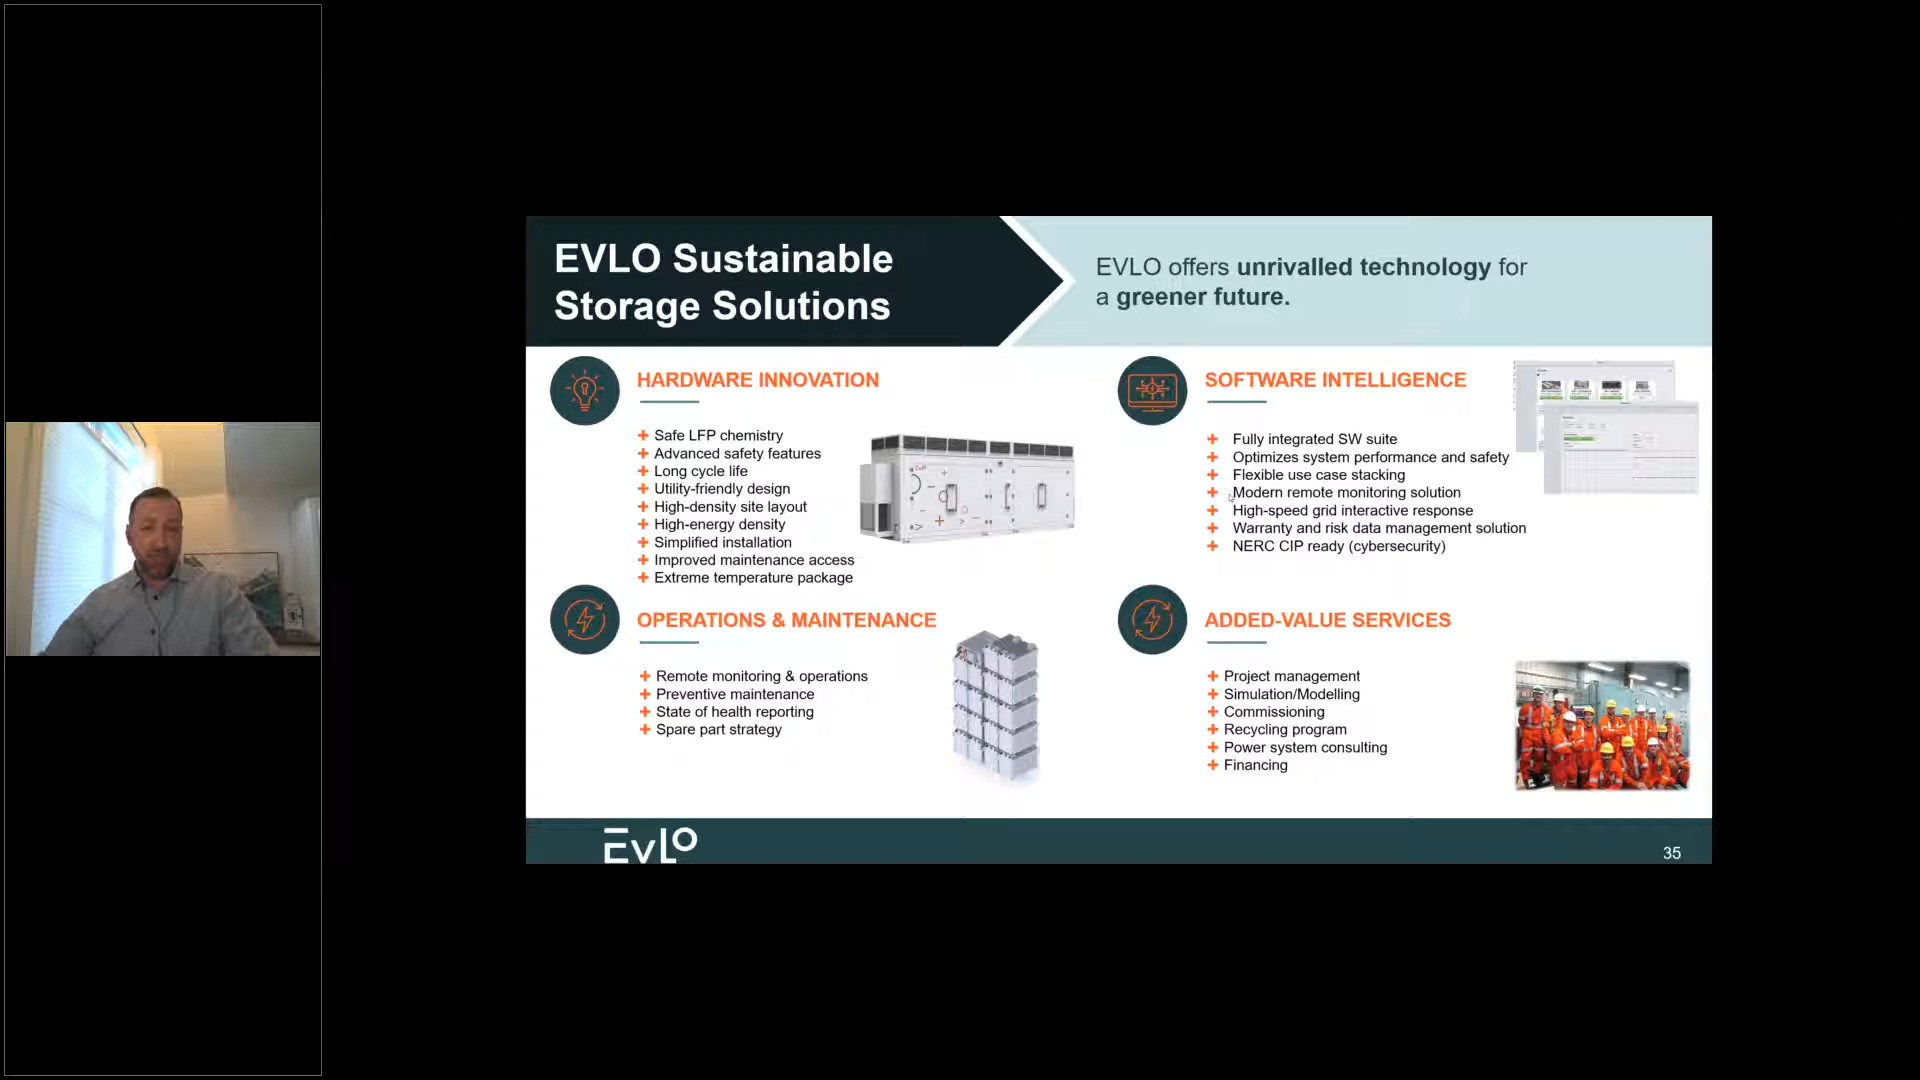 EVLO Sustainable
Storage Solutions
EVLO offers unrivalled technology for
a greener future.
HARDWARE INNOVATION
Safe LFP chemistry
Advanced safety features
Long cycle life
Utility-friendly design
High-density site layout
High-energy density
Simplified installation
Improved maintenance access
Extreme temperature package
SOFTWARE INTELLIGENCE
Fully integrated SW suite
Optimizes system performance and safety
Flexible use case stacking
Modern remote monitoring solution
High-speed grid interactive response
Warranty and risk data management solution
NERC CIP ready (cybersecurity)
OPERATIONS & MAINTENANCE
Remote monitoring & operations
Preventive maintenance
State of health reporting
Spare part strategy
ADDED-VALUE SERVICES
Project management
Simulation/Modelling
Commissioning
Recycling program
Power system consulting
Financing
EVLO
35